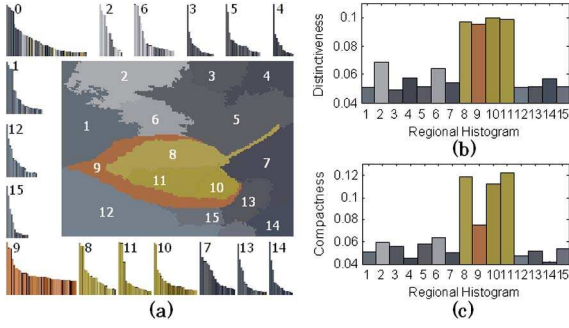 0 2 6 3 5 4
1
12
15
2 3 4
1 6 5
8 7
9 11 10
12 15 13
14
9 8 11 10 7 13 14
(a)
0.1
0.08
0.06
0.04
Distinctiveness
1 2 3 4 5 6 7 8 9 10 11 12 13 14 15
Regional Histogram
(b)
0.12
0.10
0.08
0.06
0.04
Compactness
1 2 3 4 5 6 7 8 9 10 11 12 13 14 15
Regional Histogram
(c)